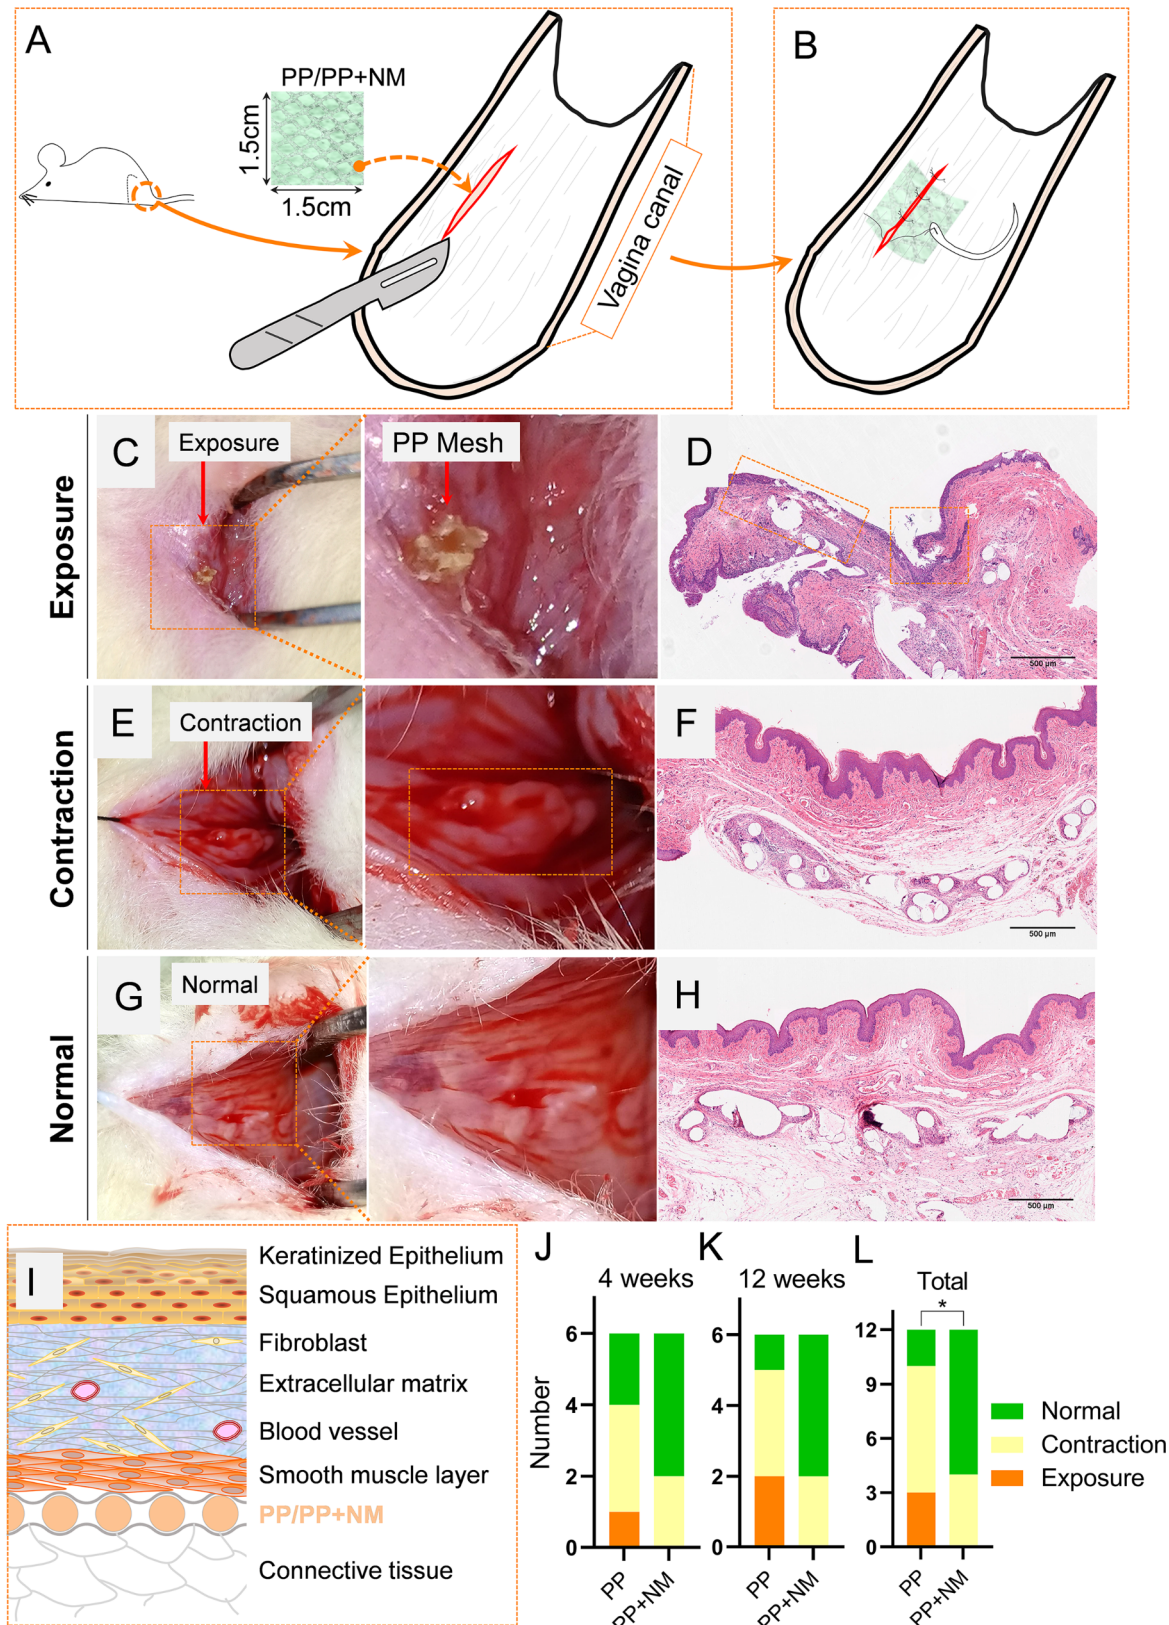 A
PP/PP+NM
1.5cm
1.5cm
Vagina canal
B
Exposure
C
Exposure
PP Mesh
D
500 µm
Contraction
E
Contraction
F
500 µm
Normal
G
Normal
H
500 µm
I
Keratinized Epithelium
Squamous Epithelium
Fibroblast
Extracellular matrix
Blood vessel
Smooth muscle layer
PP/PP+NM
Connective tissue
J
4 weeks
Number
6
4
2
0
PP
PP+NM
K
12 weeks
6
4
2
0
PP
PP+NM
L
Total
*
12
9
6
3
0
PP
PP+NM
Normal
Contraction
Exposure